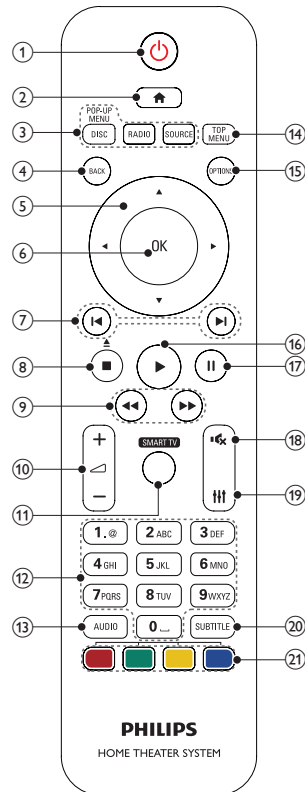 1
2
POP-UP
MENU
3 DISC RADIO SOURCE TOP
MENU 14
4 BACK OPTIONS 15
5
6 OK
7
16
8 17
9
SMART TV
18
10 + −
11 19
1.@ 2 ABC 3 DEF
12 4 GHI 5 JKL 6 MNO
7 PQRS 8 TUV 9 WXYZ
13 AUDIO 0 SUBTITLE 20
21
PHILIPS
HOME THEATER SYSTEM